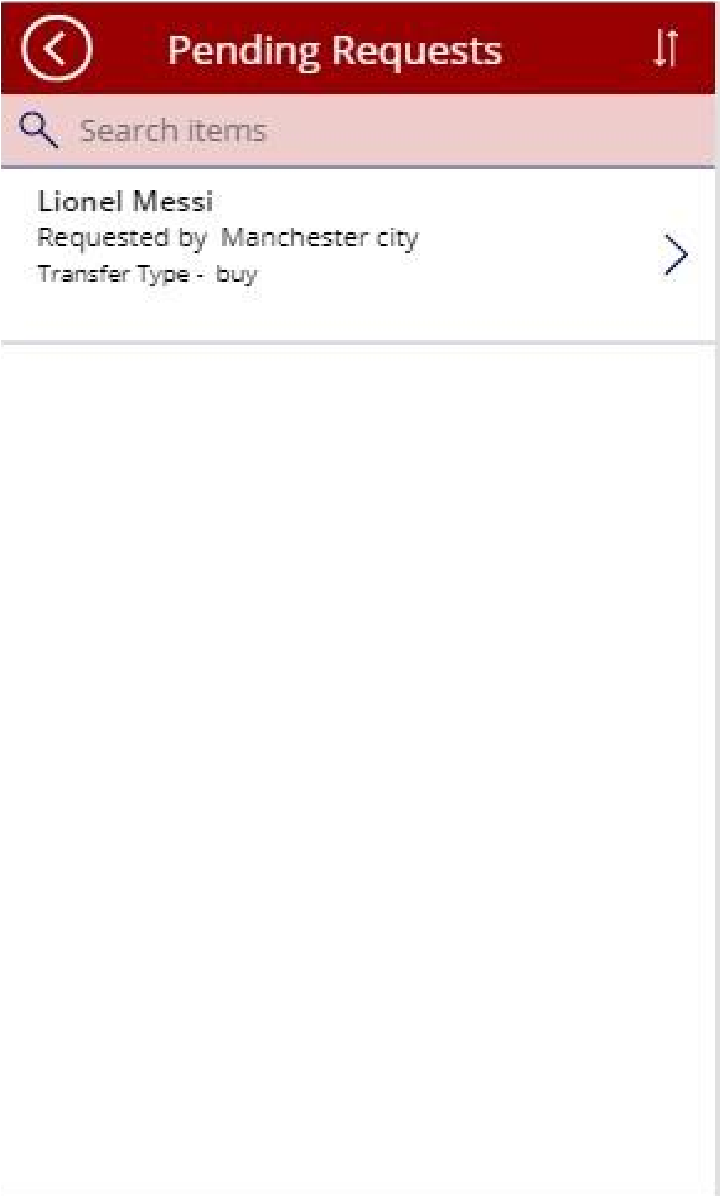 Pending Requests
Search items
Lionel Messi
Requested by Manchester city
Transfer Type - buy